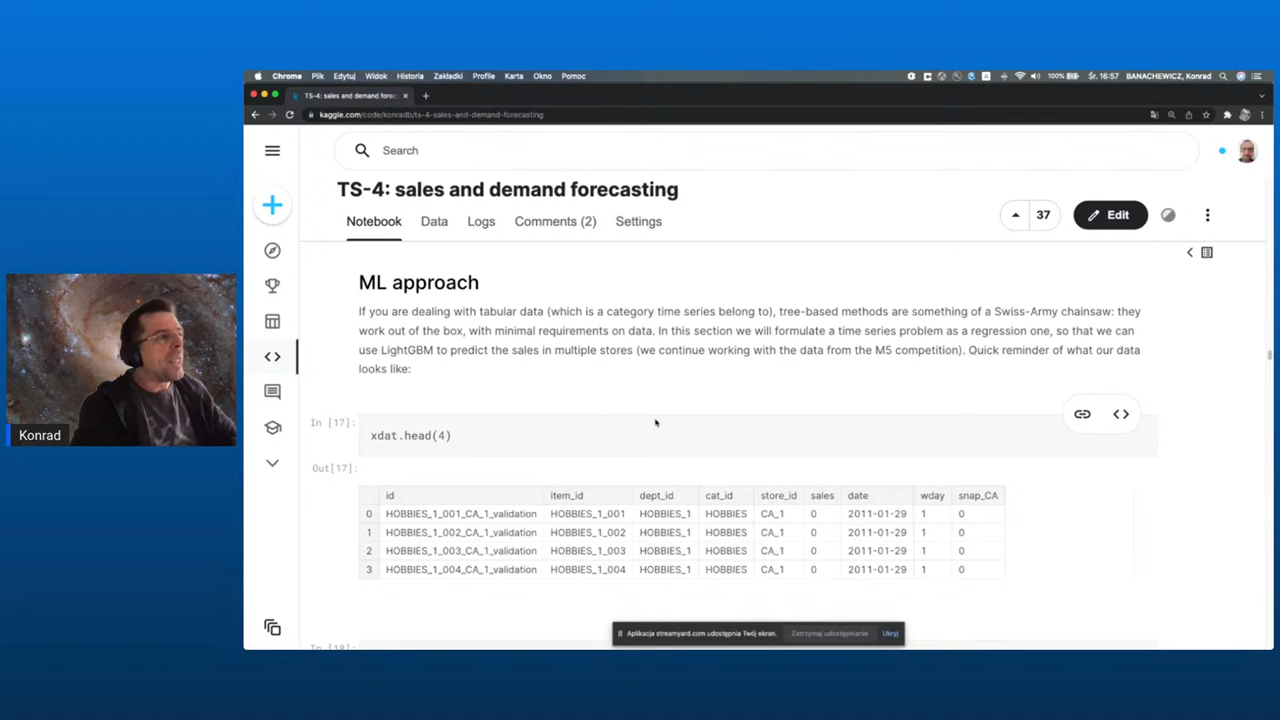 Chrome Plik Edytuj Widok Historia Zakładki Profile Karta Okno Pomoc 100% Śr. 16:57 BANACHEWICZ, Konrad
TS-4: sales and demand forec
kaggle.com/code/konradb/ts-4-sales-and-demand-forecasting
Search
TS-4: sales and demand forecasting
Notebook Data Logs Comments (2) Settings
37 Edit
ML approach
If you are dealing with tabular data (which is a category time series belong to), tree-based methods are something of a Swiss-Army chainsaw: they
work out of the box, with minimal requirements on data. In this section we will formulate a time series problem as a regression one, so that we can
use LightGBM to predict the sales in multiple stores (we continue working with the data from the M5 competition). Quick reminder of what our data
looks like:
In [17]:
xdat.head(4)
Out[17]:
id item_id dept_id cat_id store_id sales date wday snap_CA
0 HOBBIES_1_001_CA_1_validation HOBBIES_1_001 HOBBIES_1 HOBBIES CA_1 0 2011-01-29 1 0
1 HOBBIES_1_002_CA_1_validation HOBBIES_1_002 HOBBIES_1 HOBBIES CA_1 0 2011-01-29 1 0
2 HOBBIES_1_003_CA_1_validation HOBBIES_1_003 HOBBIES_1 HOBBIES CA_1 0 2011-01-29 1 0
3 HOBBIES_1_004_CA_1_validation HOBBIES_1_004 HOBBIES_1 HOBBIES CA_1 0 2011-01-29 1 0
Konrad
Aplikacja streamyard.com udostępnia Twój ekran. Zatrzymaj udostępnianie Ukryj
In [18]: